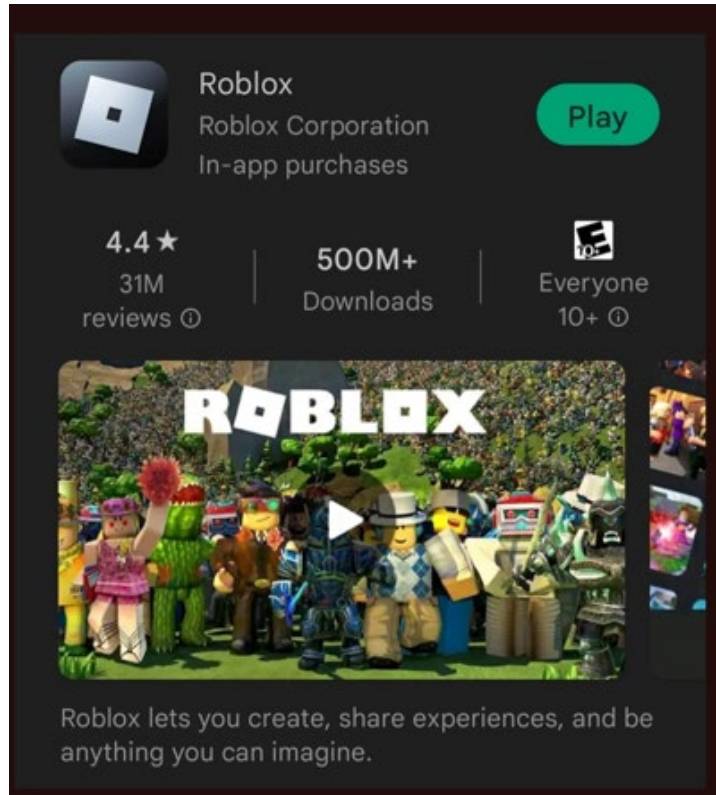 Roblox
Roblox Corporation
In-app purchases
Play
4.4 ★
31M
reviews
500M+
Downloads
E
10+
Everyone
10+
ROBLOX
Roblox lets you create, share experiences, and be
anything you can imagine.